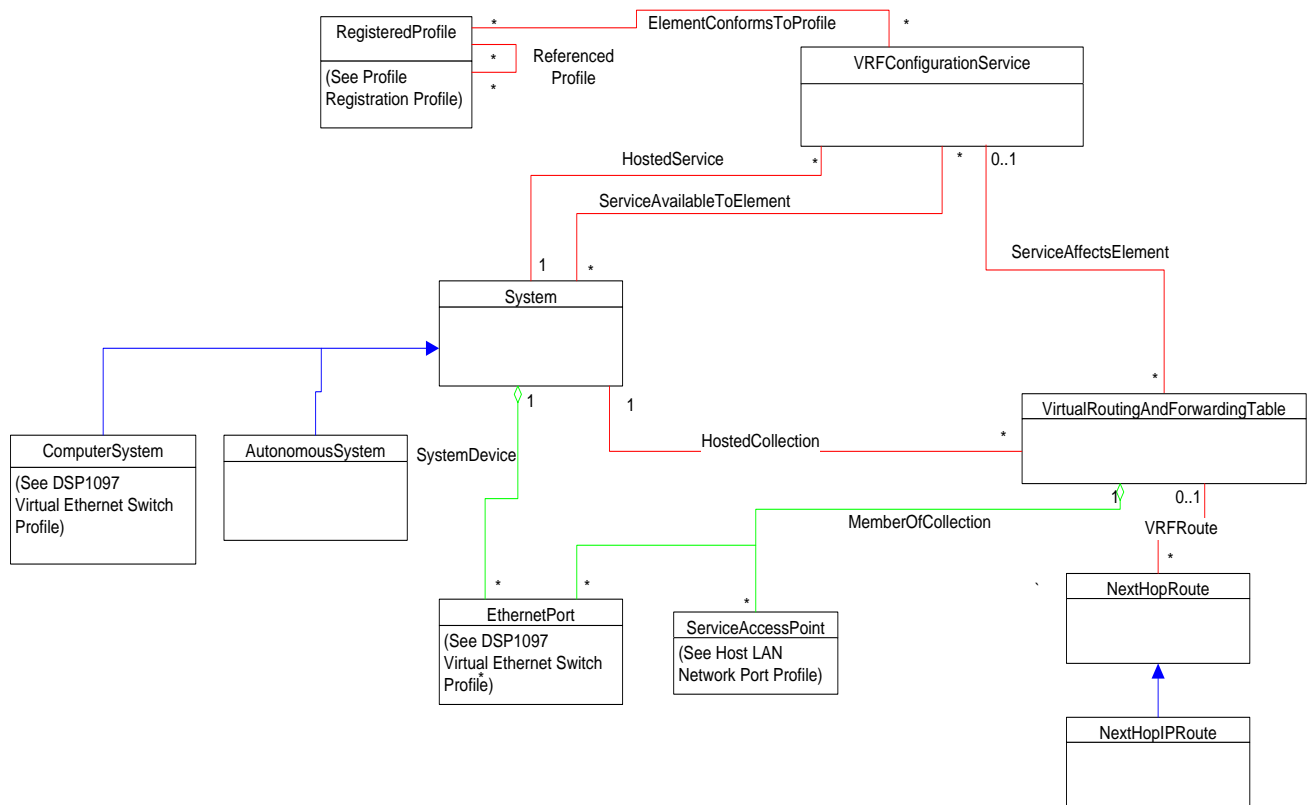 RegisteredProfile
(See Profile
Registration Profile)
*
*
*
Referenced
Profile
ElementConformsToProfile
*
VRFConfigurationService
HostedService
*
*
0..1
ServiceAvailableToElement
ServiceAffectsElement
1
*
System
*
1
1
VirtualRoutingAndForwardingTable
HostedCollection
*
ComputerSystem
(See DSP1097
Virtual Ethernet Switch
Profile)
AutonomousSystem
SystemDevice
1
0..1
MemberOfCollection
VRFRoute
*
*
*
*
`
EthernetPort
(See DSP1097
Virtual Ethernet Switch
Profile)
*
ServiceAccessPoint
(See Host LAN
Network Port Profile)
NextHopRoute
NextHopIPRoute